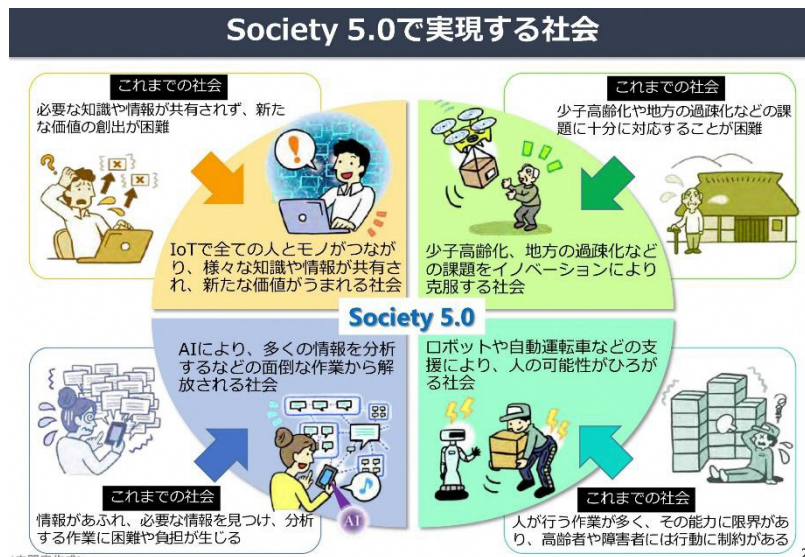 Society 5.0で実現する社会
これまでの社会
必要な知識や情報が共有されず、新た
な価値の創出が困難
これまでの社会
少子高齢化や地方の過疎化などの課
題に十分に対応することが困難
IoTで全ての人とモノがつなが
り、様々な知識や情報が共有さ
れ、新たな価値がうまれる社会
少子高齢化、地方の過疎化など
の課題をイノベーションにより
克服する社会
Society 5.0
AIにより、多くの情報を分析
するなどの面倒な作業から解
放される社会
ロボットや自動運転車などの支
援により、人の可能性がひろが
る社会
AI
これまでの社会
情報があふれ、必要な情報を見つけ、分析
する作業に困難や負担が生じる
これまでの社会
人が行う作業が多く、その能力に限界があ
り、高齢者や障害者には行動に制約がある